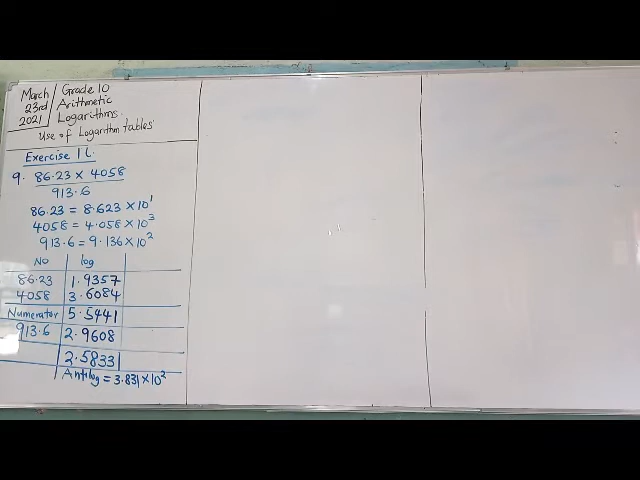 March 23rd 2021
Grade 10
Arithmetic
Logarithms.
Use of Logarithm tables
Exercise 1L.
9. 86.23 × 4058
913.6
86.23 = 8.623 × 10¹
4058 = 4.058 × 10³
913.6 = 9.136 × 10²
No log
86.23 1.9357
4058 3.6084
Numerator 5.5441
913.6 2.9608
2.5833
Antilog = 3.831 × 10²